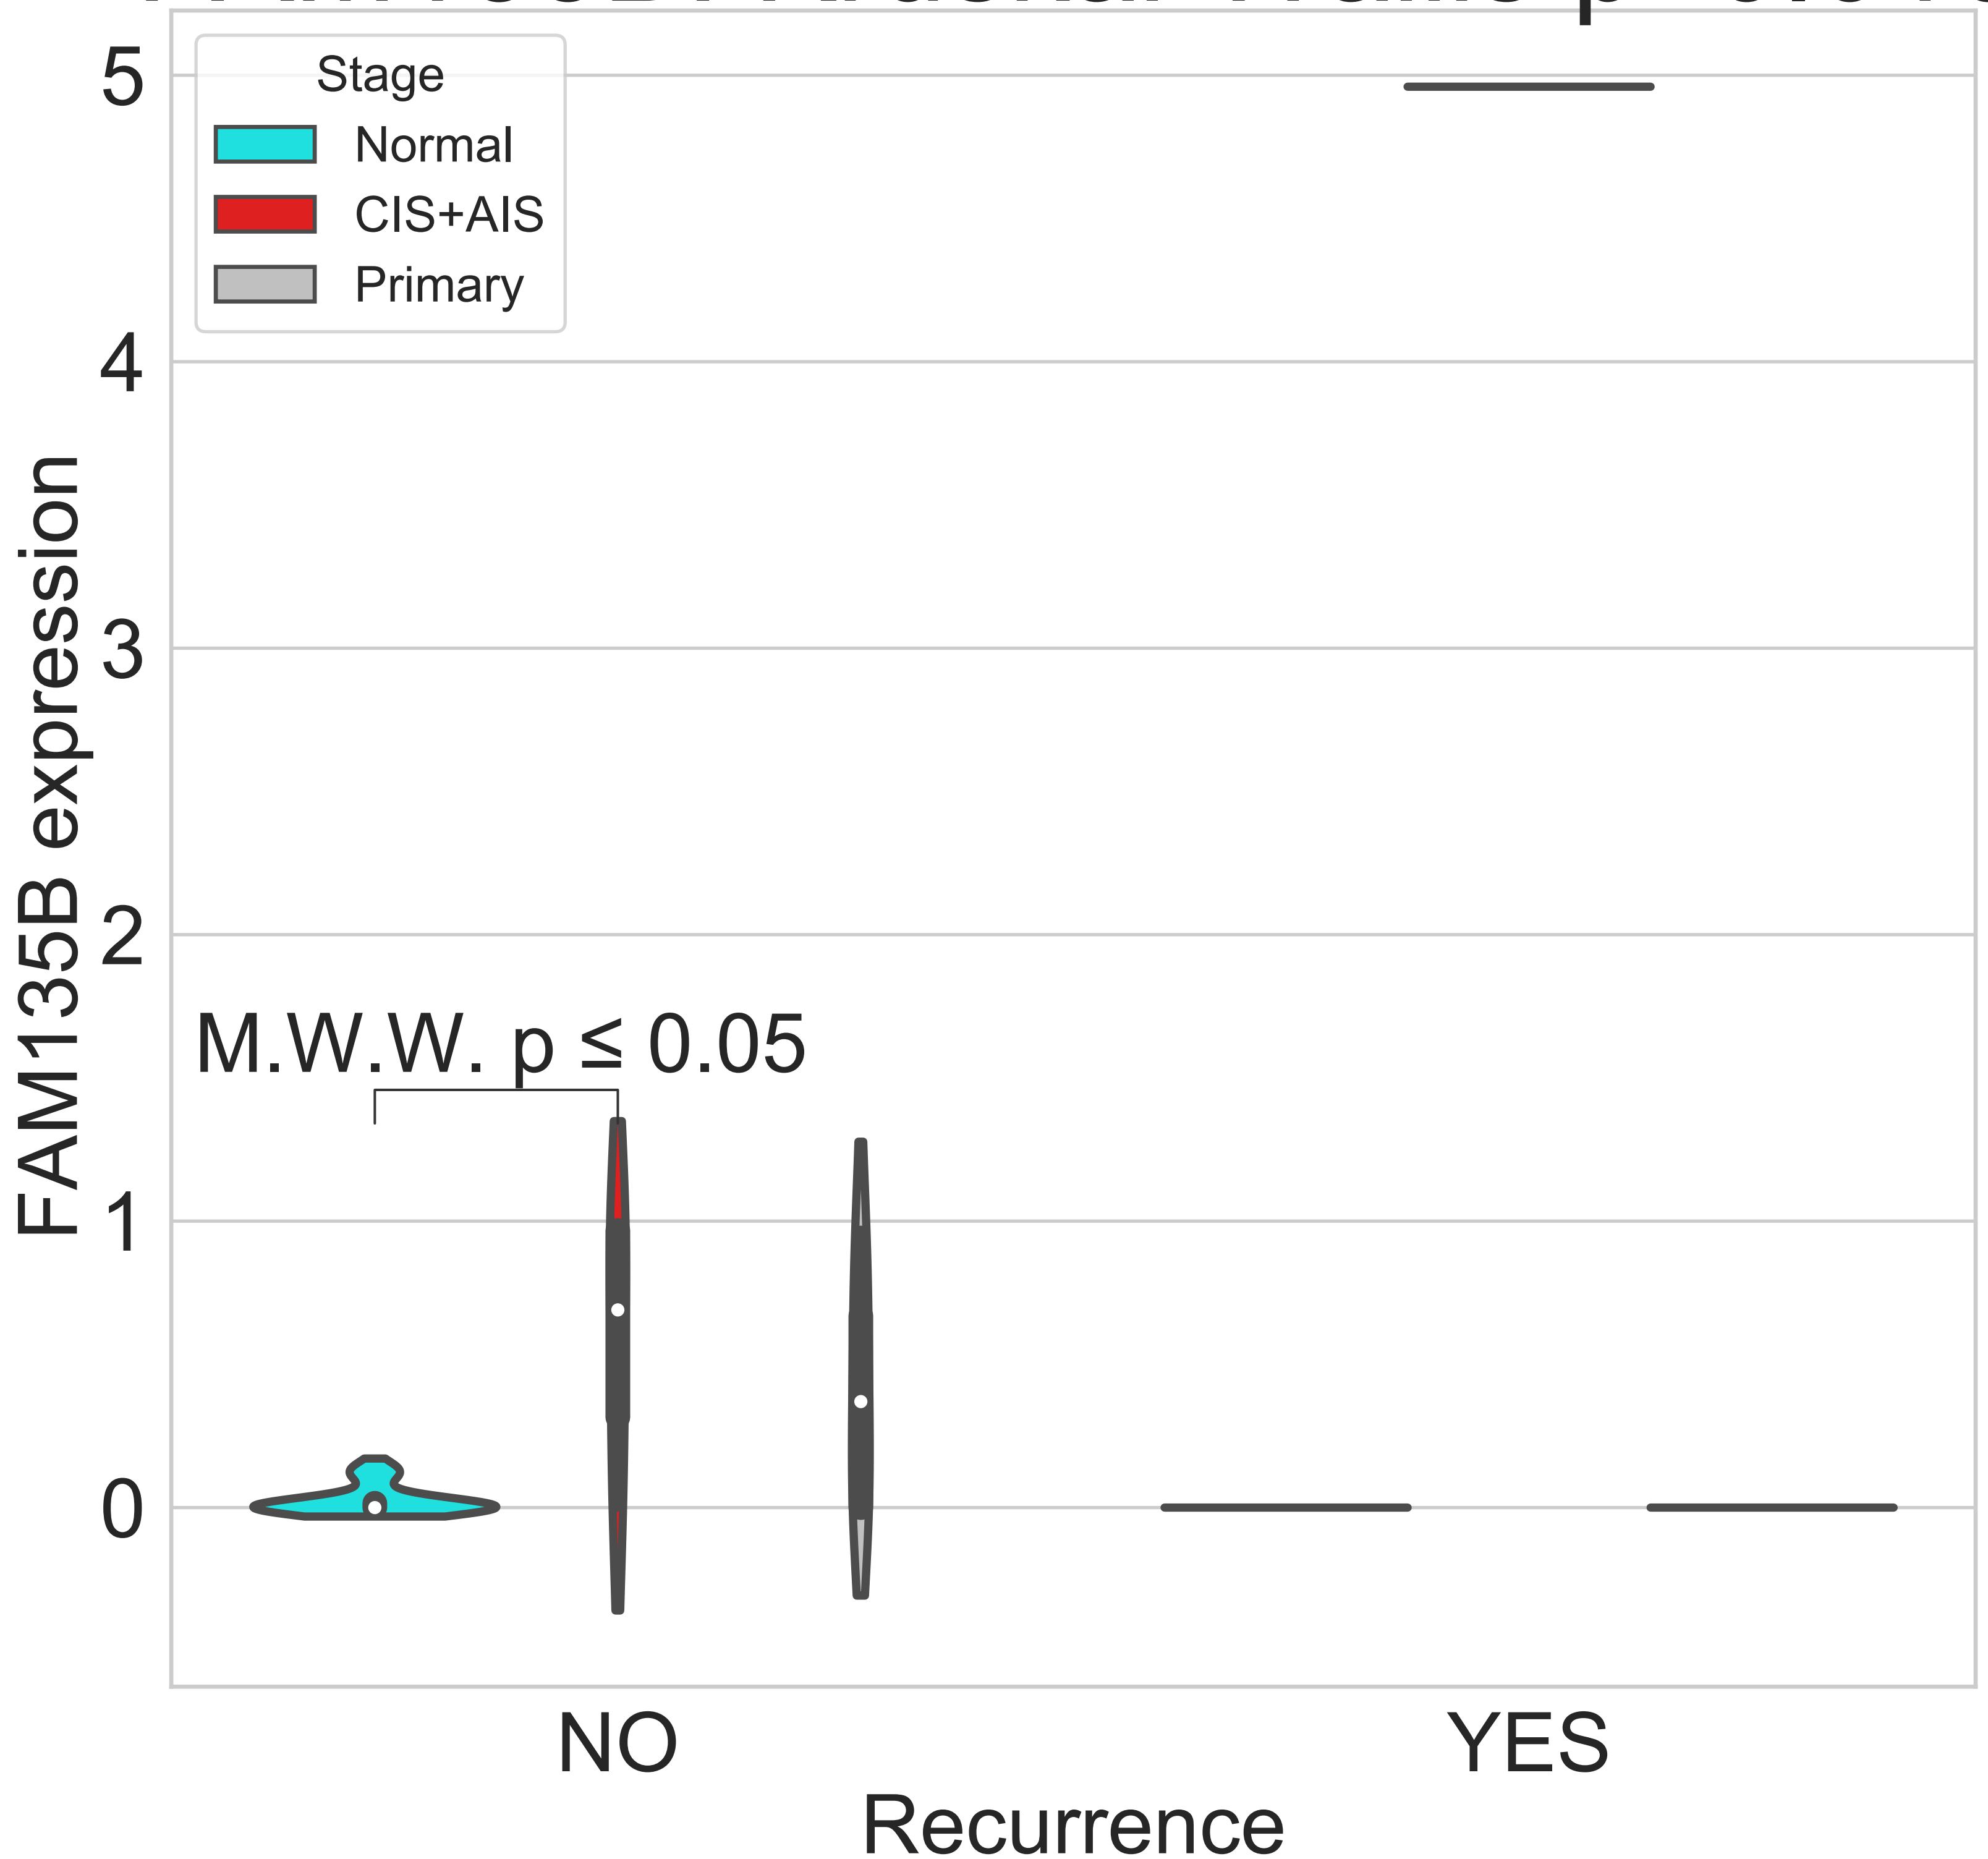 Stage
Normal
CIS+AIS
Primary
5
4
3
2
1
0
FAM135B expression
M.W.W. p ≤ 0.05
NO
YES
Recurrence